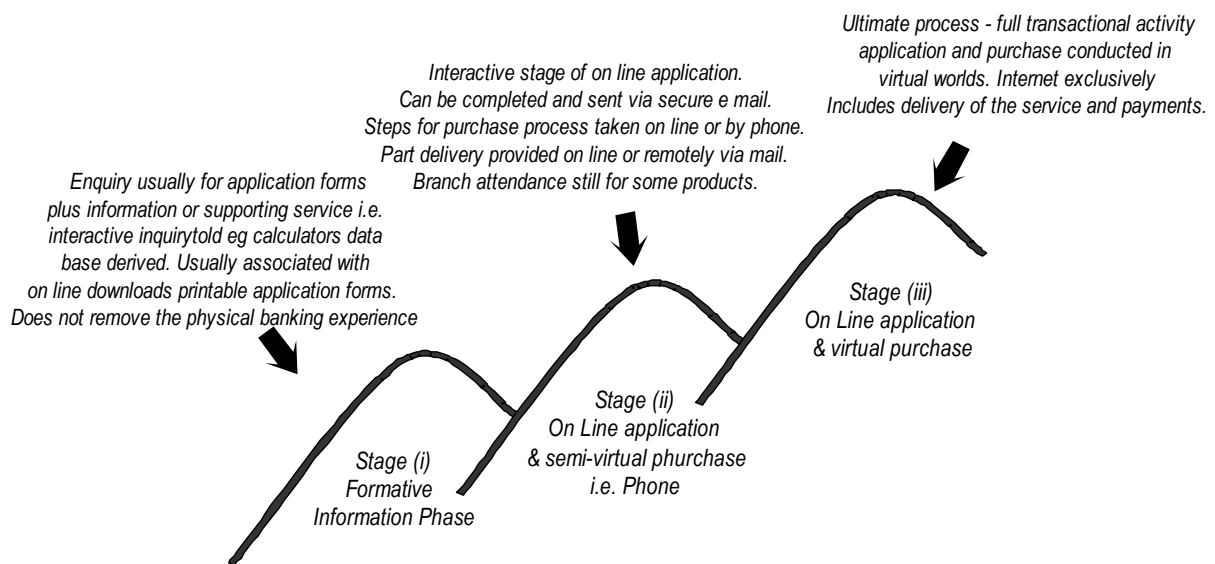 Ultimate process - full transactional activity
application and purchase conducted in
virtual worlds. Internet exclusively
Includes delivery of the service and payments.
Interactive stage of on line application.
Can be completed and sent via secure e mail.
Steps for purchase process taken on line or by phone.
Part delivery provided on line or remotely via mail.
Branch attendance still for some products.
Enquiry usually for application forms
plus information or supporting service i.e.
interactive inquirytold eg calculators data
base derived. Usually associated with
on line downloads printable application forms.
Does not remove the physical banking experience
Stage (iii)
On Line application
& virtual purchase
Stage (ii)
On Line application
& semi-virtual phurchase
i.e. Phone
Stage (i)
Formative
Information Phase